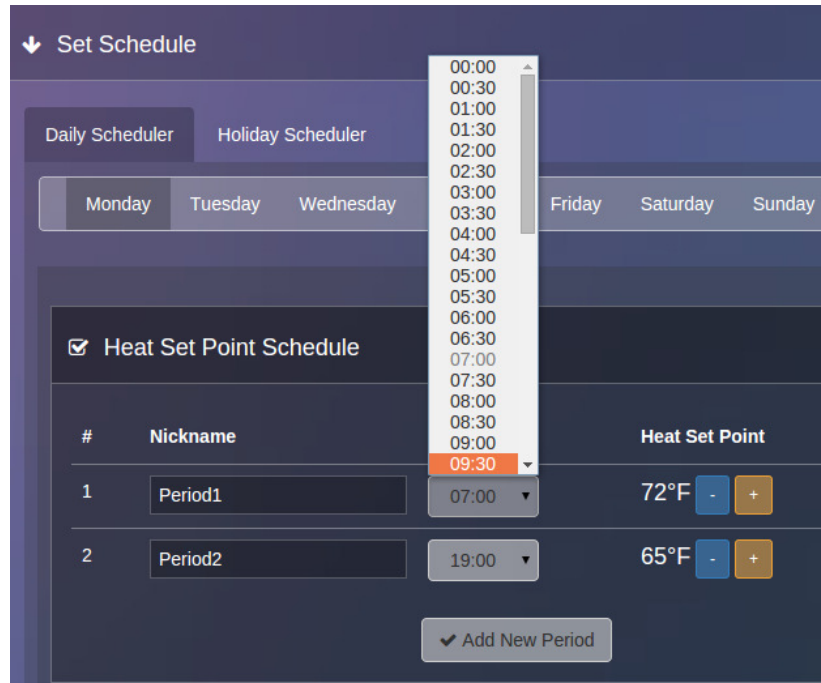 Set Schedule
Daily Scheduler Holiday Scheduler
Monday Tuesday Wednesday Friday Saturday Sunday
00:00
00:30
01:00
01:30
02:00
02:30
03:00
03:30
04:00
04:30
05:00
05:30
06:00
06:30
07:00
07:30
08:00
08:30
09:00
09:30
Heat Set Point Schedule
# Nickname Heat Set Point
1 Period1 07:00 72°F - +
2 Period2 19:00 65°F - +
Add New Period